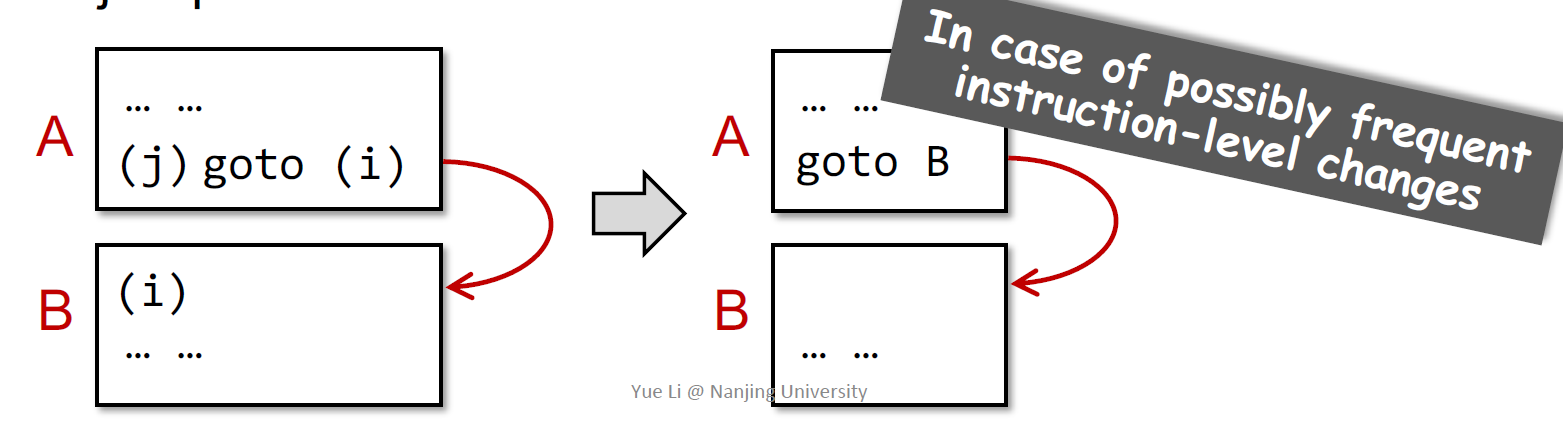 In case of possibly frequent
instruction-level changes
A
… …
(j) goto (i)
B
(i)
… …
A
… …
goto B
B
… …
Yue Li @ Nanjing University